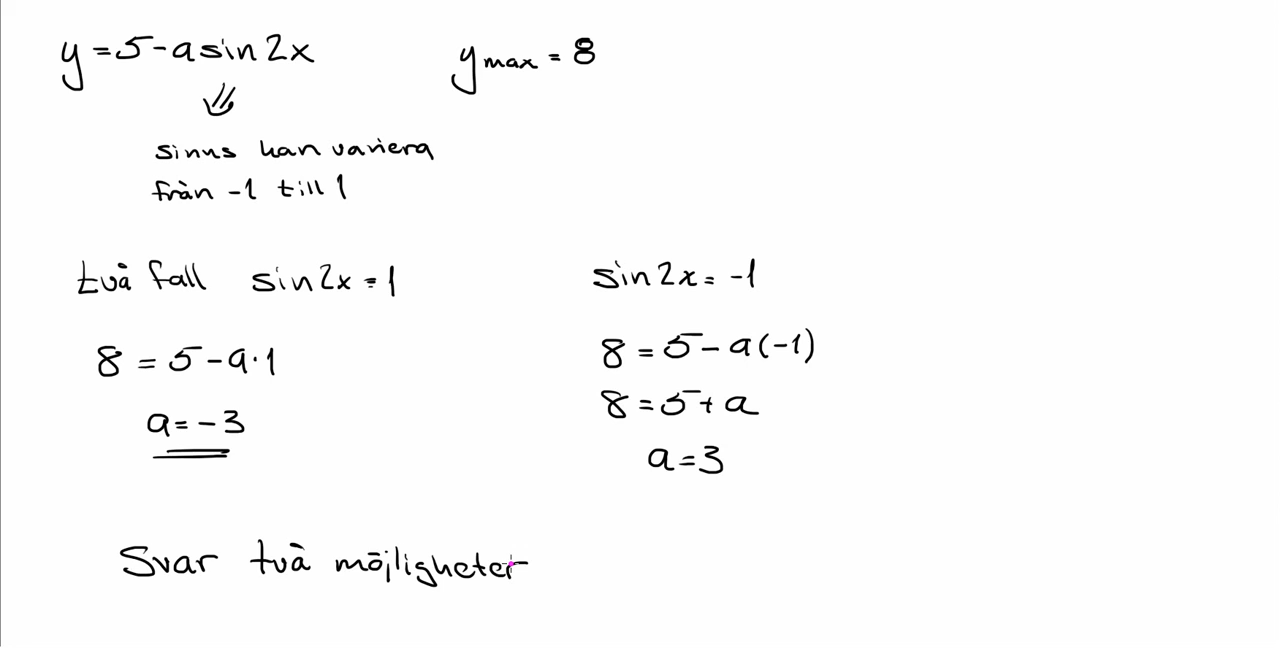 y = 5 - a sin 2x
y max = 8
sinus kan variera
från -1 till 1
två fall sin 2x = 1
8 = 5 - a · 1
a = - 3
sin 2x = -1
8 = 5 - a (-1)
8 = 5 + a
a = 3
Svar två möjligheter